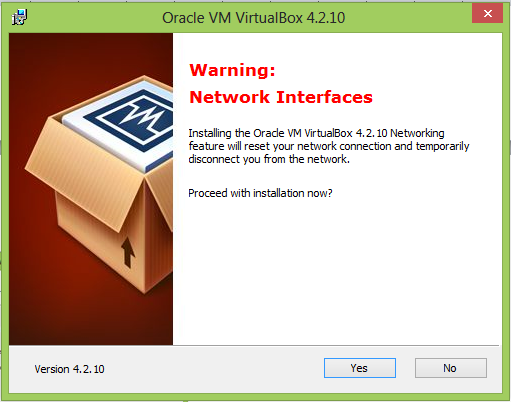 Oracle VM VirtualBox 4.2.10
Warning:
Network Interfaces
Installing the Oracle VM VirtualBox 4.2.10 Networking
feature will reset your network connection and temporarily
disconnect you from the network.
Proceed with installation now?
Version 4.2.10
Yes
No